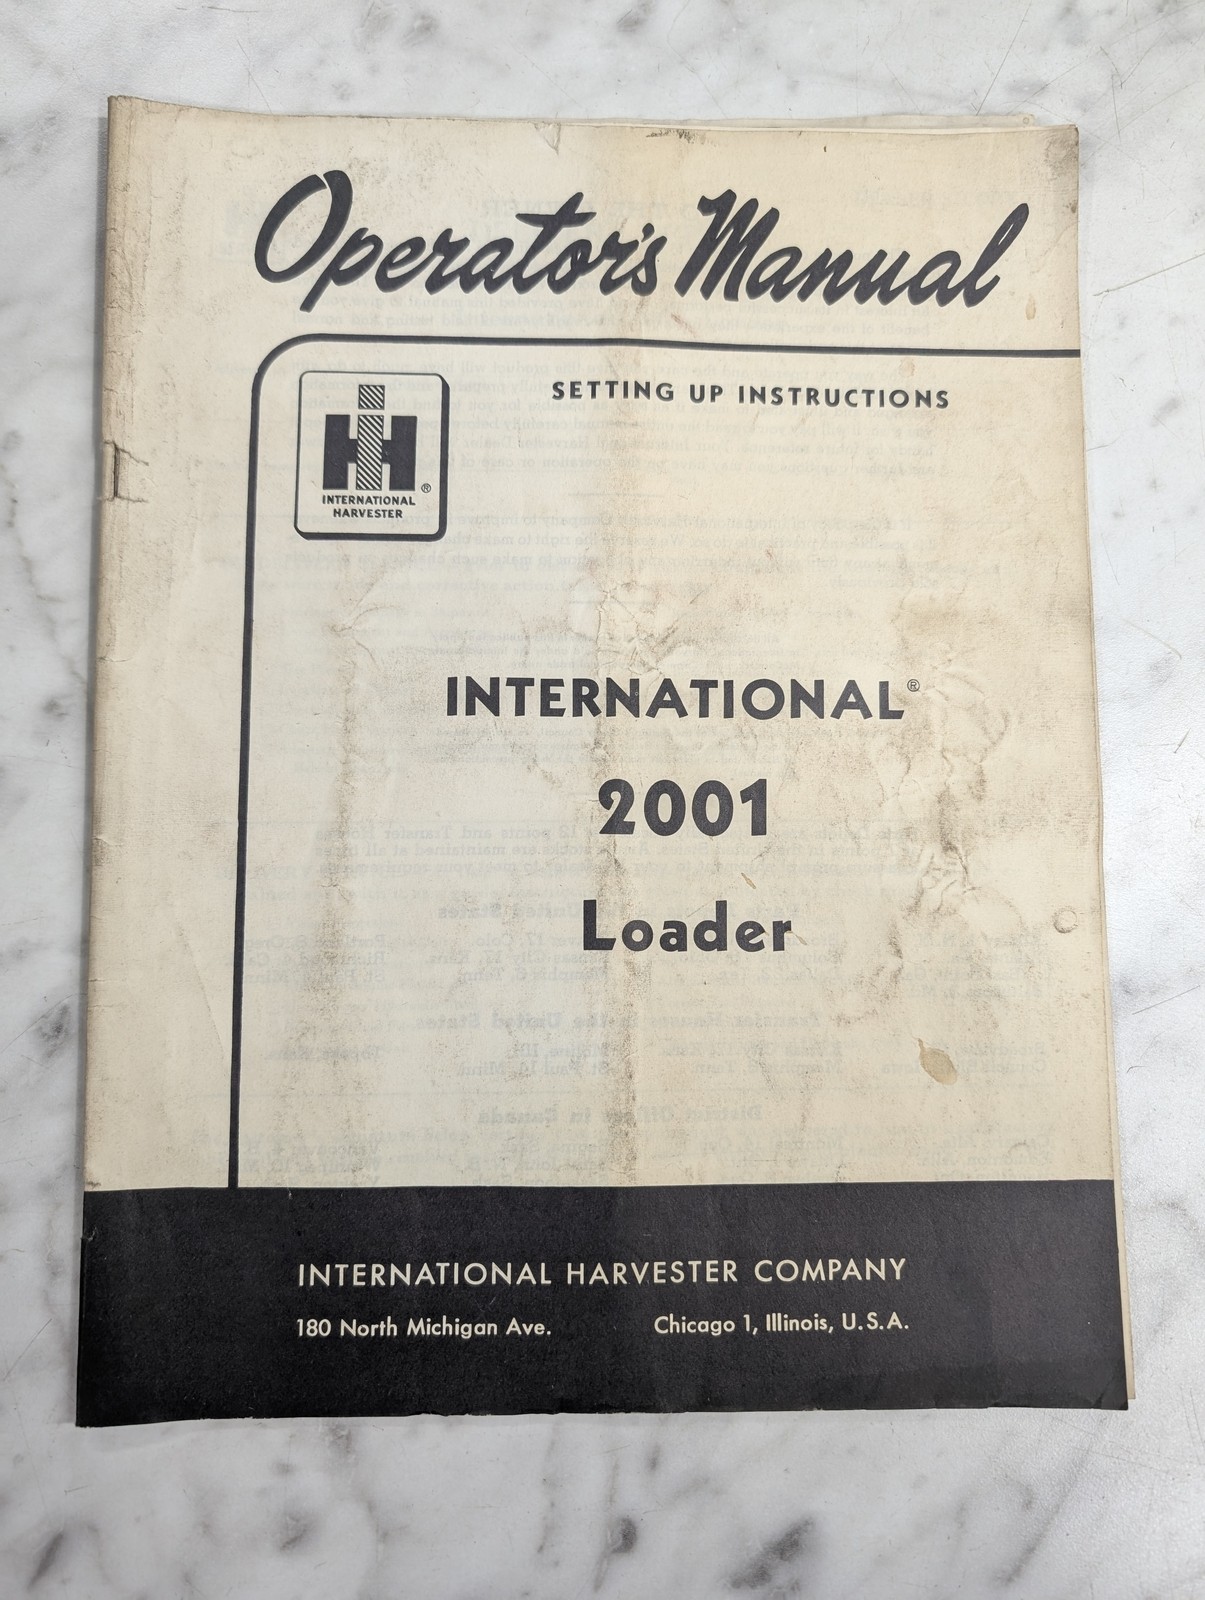 Operator's Manual
SETTING UP INSTRUCTIONS
IH
®
INTERNATIONAL
HARVESTER
INTERNATIONAL®
2001
Loader
INTERNATIONAL HARVESTER COMPANY
180 North Michigan Ave. Chicago 1, Illinois, U.S.A.